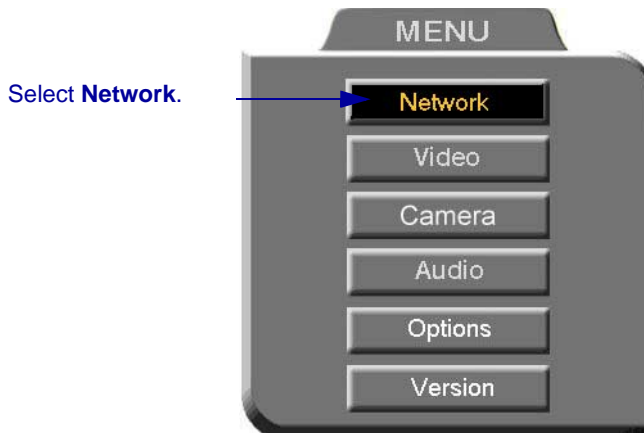 MENU
Select Network.
Network
Video
Camera
Audio
Options
Version